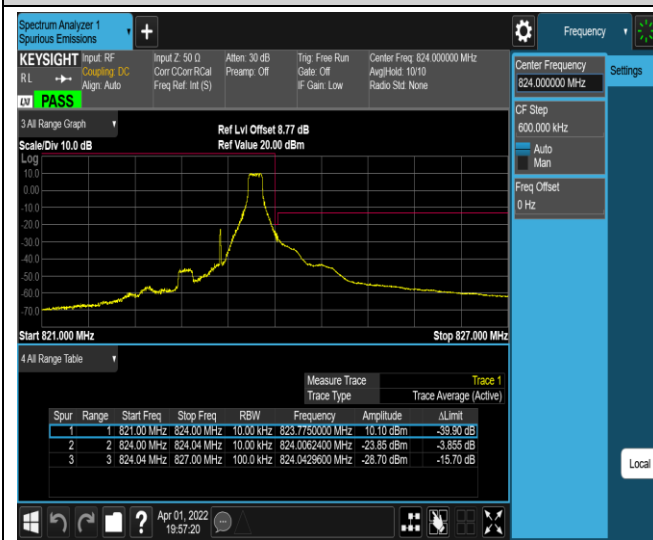 Spectrum Analyzer 1
Spurious Emissions
Frequency
KEYSIGHT
Input: RF
Coupling: DC
Align: Auto
Input Z: 50 Ω
Corr CCorr RCal
Freq Ref: Int (S)
Atten: 30 dB
Preamp: Off
Trig: Free Run
Gate: Off
IF Gain: Low
Center Freq: 824.000000 MHz
Avg|Hold: 10/10
Radio Std: None
RL
LXI PASS
Center Frequency
824.000000 MHz
Settings
CF Step
600.000 kHz
Auto
Man
Freq Offset
0 Hz
3 All Range Graph
Scale/Div 10.0 dB
Ref Lvl Offset 8.77 dB
Ref Value 20.00 dBm
Log
10.0
0.00
-10.0
-20.0
-30.0
-40.0
-50.0
-60.0
-70.0
Start 821.000 MHz
Stop 827.000 MHz
4 All Range Table
Measure Trace Trace 1
Trace Type Trace Average (Active)
Spur Range Start Freq Stop Freq RBW Frequency Amplitude ΔLimit
1 1 821.00 MHz 824.00 MHz 10.00 kHz 823.7750000 MHz 10.10 dBm -39.90 dB
2 2 824.00 MHz 824.04 MHz 10.00 kHz 824.0062400 MHz -23.85 dBm -3.855 dB
3 3 824.04 MHz 827.00 MHz 100.0 kHz 824.0429600 MHz -28.70 dBm -15.70 dB
Local
Apr 01, 2022
19:57:20